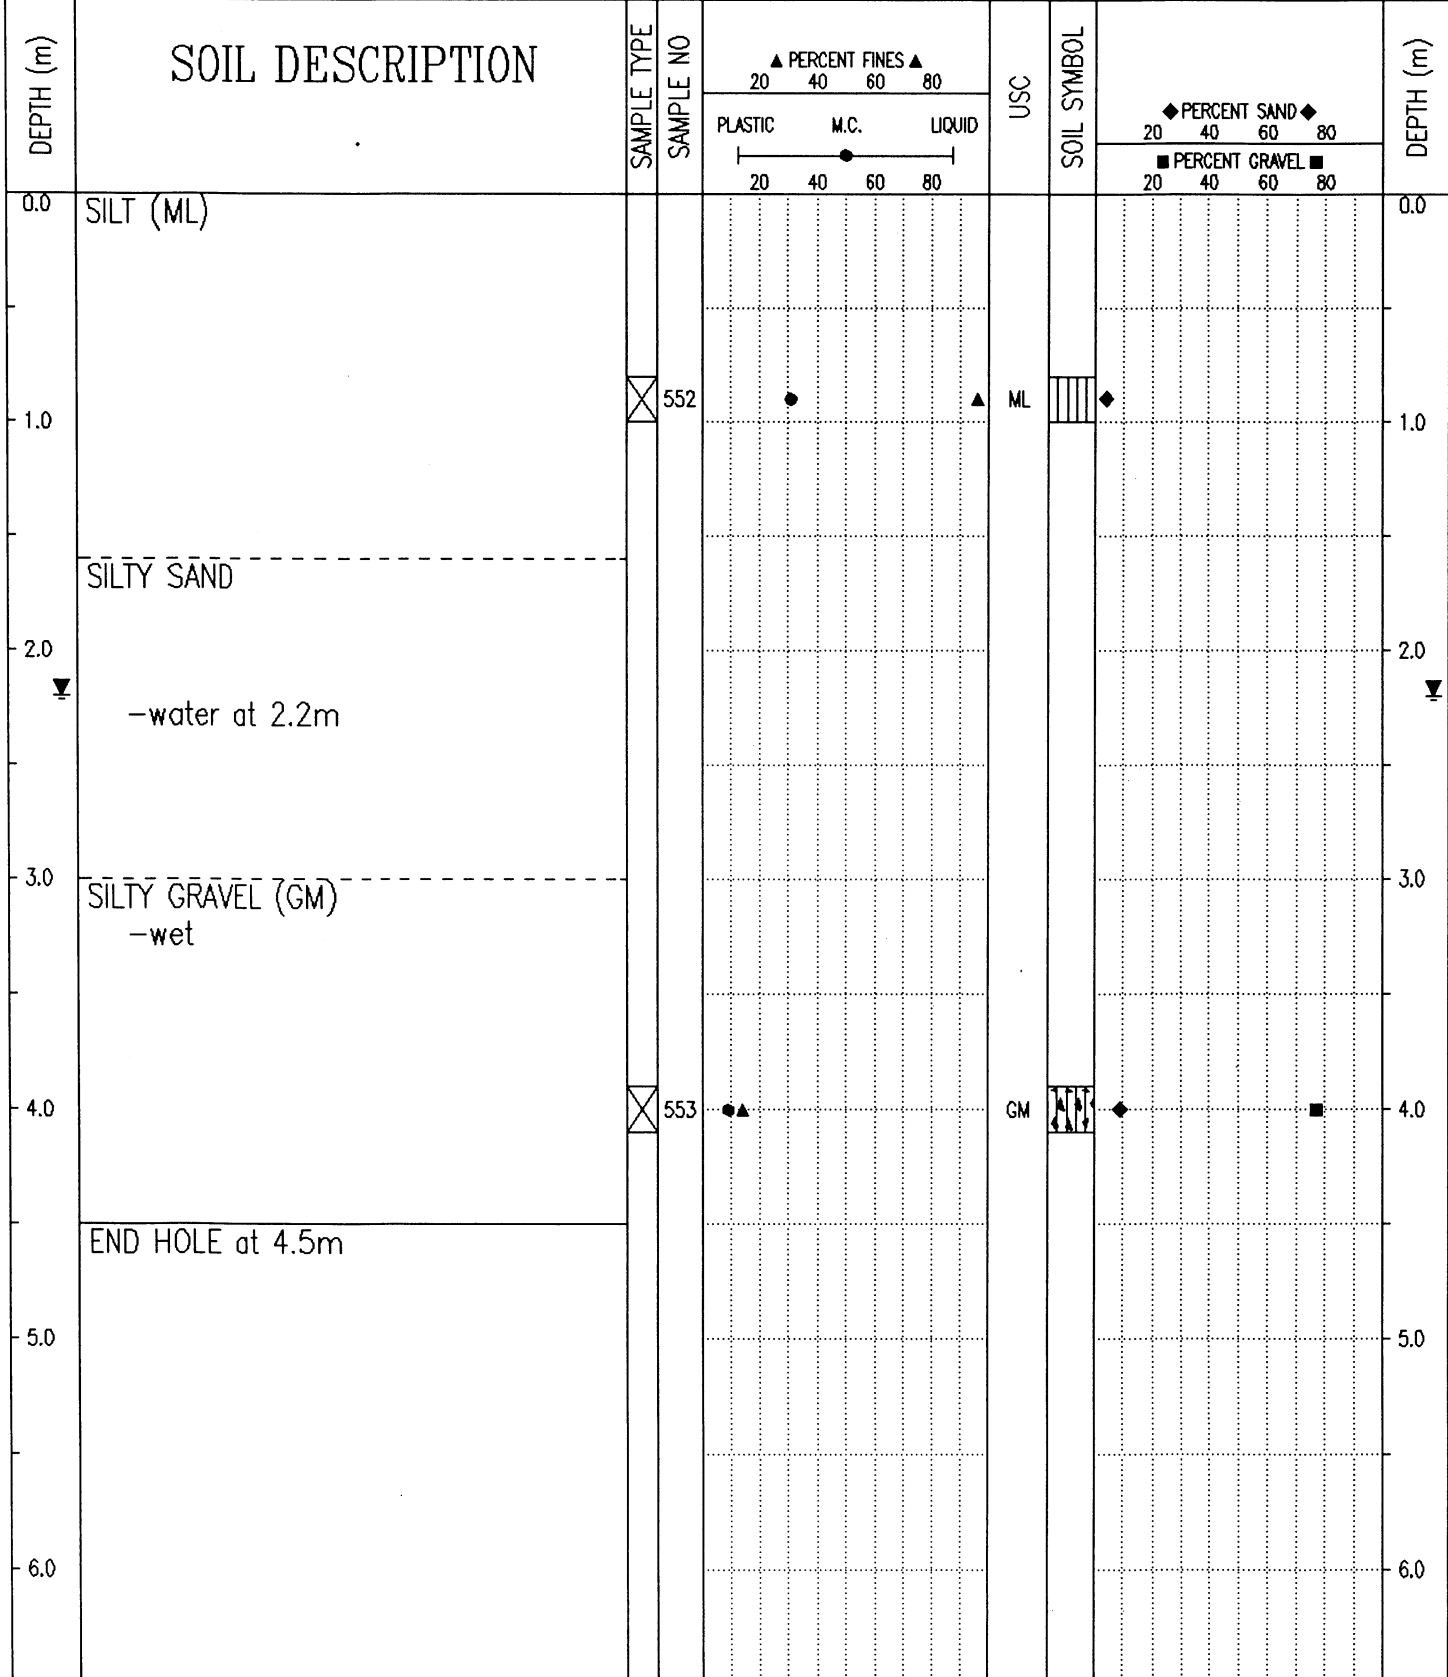 DEPTH (m)
SOIL DESCRIPTION
SAMPLE TYPE
SAMPLE NO
▲ PERCENT FINES ▲
20 40 60 80
PLASTIC M.C. LIQUID
20 40 60 80
USC
SOIL SYMBOL
◆ PERCENT SAND ◆
20 40 60 80
■ PERCENT GRAVEL ■
20 40 60 80
DEPTH (m)
0.0 SILT (ML) 0.0
552 ML
1.0 1.0
SILTY SAND
2.0 2.0
-water at 2.2m
3.0 3.0
SILTY GRAVEL (GM)
-wet
4.0 553 GM 4.0
END HOLE at 4.5m
5.0 5.0
6.0 6.0